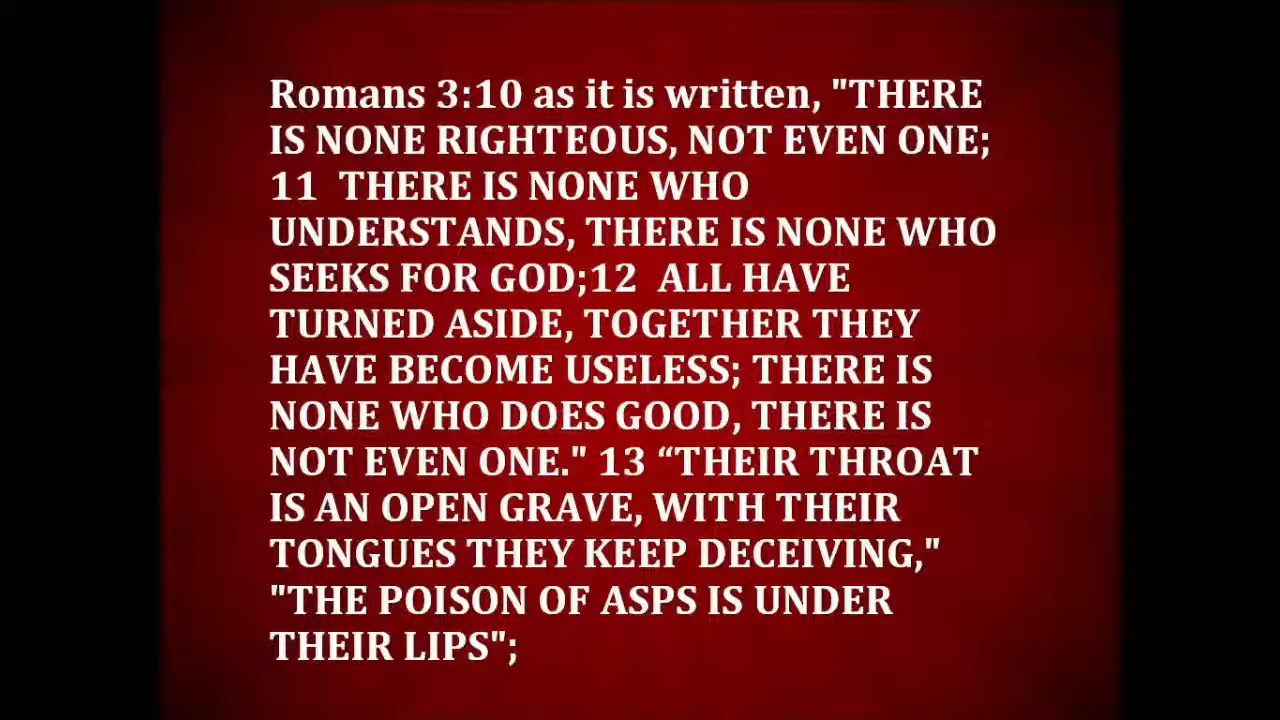 Romans 3:10 as it is written, "THERE
IS NONE RIGHTEOUS, NOT EVEN ONE;
11  THERE IS NONE WHO
UNDERSTANDS, THERE IS NONE WHO
SEEKS FOR GOD;12  ALL HAVE
TURNED ASIDE, TOGETHER THEY
HAVE BECOME USELESS; THERE IS
NONE WHO DOES GOOD, THERE IS
NOT EVEN ONE." 13 “THEIR THROAT
IS AN OPEN GRAVE, WITH THEIR
TONGUES THEY KEEP DECEIVING,"
"THE POISON OF ASPS IS UNDER
THEIR LIPS";